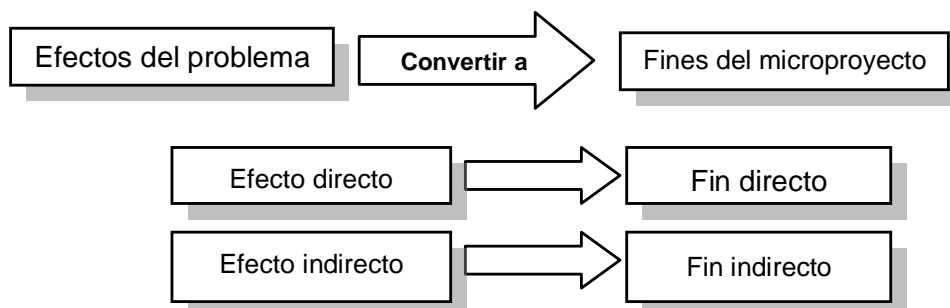 Efectos del problema
Convertir a
Fines del microproyecto
Efecto directo
Fin directo
Efecto indirecto
Fin indirecto